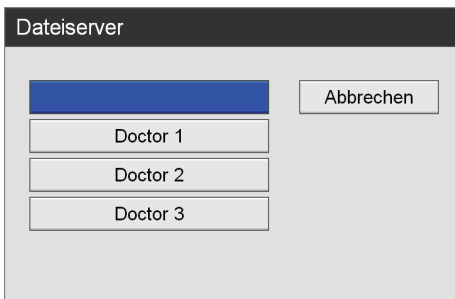 Dateiserver
Abbrechen
Doctor 1
Doctor 2
Doctor 3